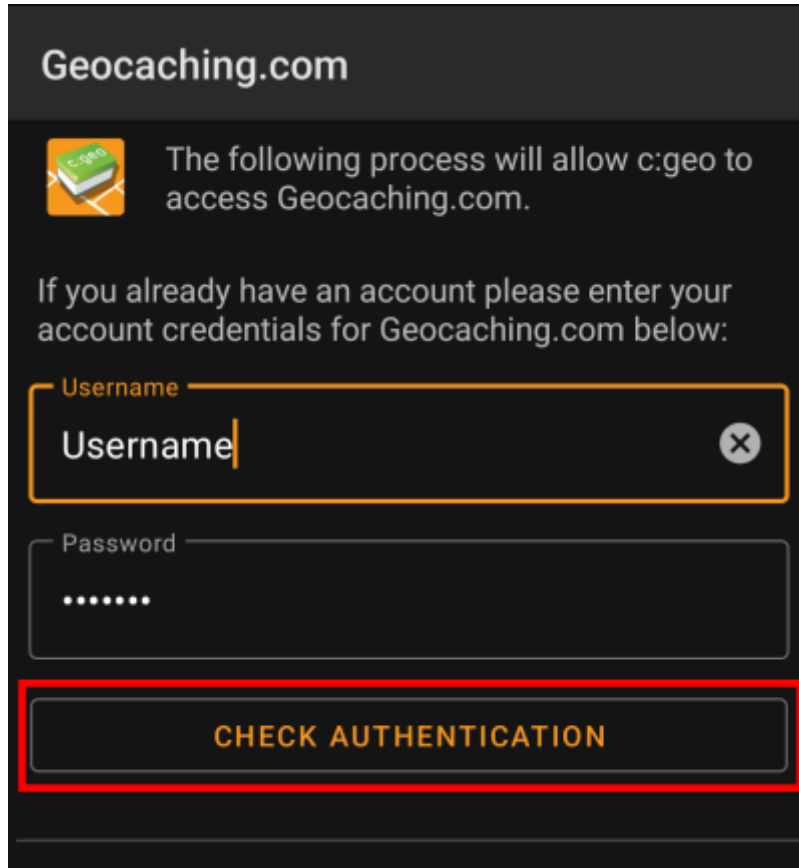 Geocaching.com
c:geo
The following process will allow c:geo to
access Geocaching.com.
If you already have an account please enter your
account credentials for Geocaching.com below:
Username
Username
Password
•••••••
CHECK AUTHENTICATION